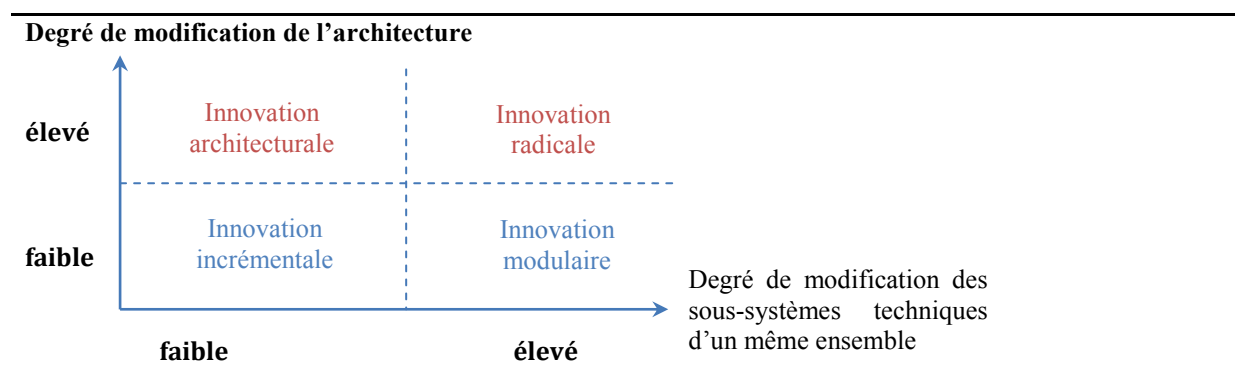 Degré de modification de l’architecture
élevé
Innovation
architecturale
Innovation
radicale
faible
Innovation
incrémentale
Innovation
modulaire
Degré de modification des
sous-systèmes techniques
d’un même ensemble
faible
élevé